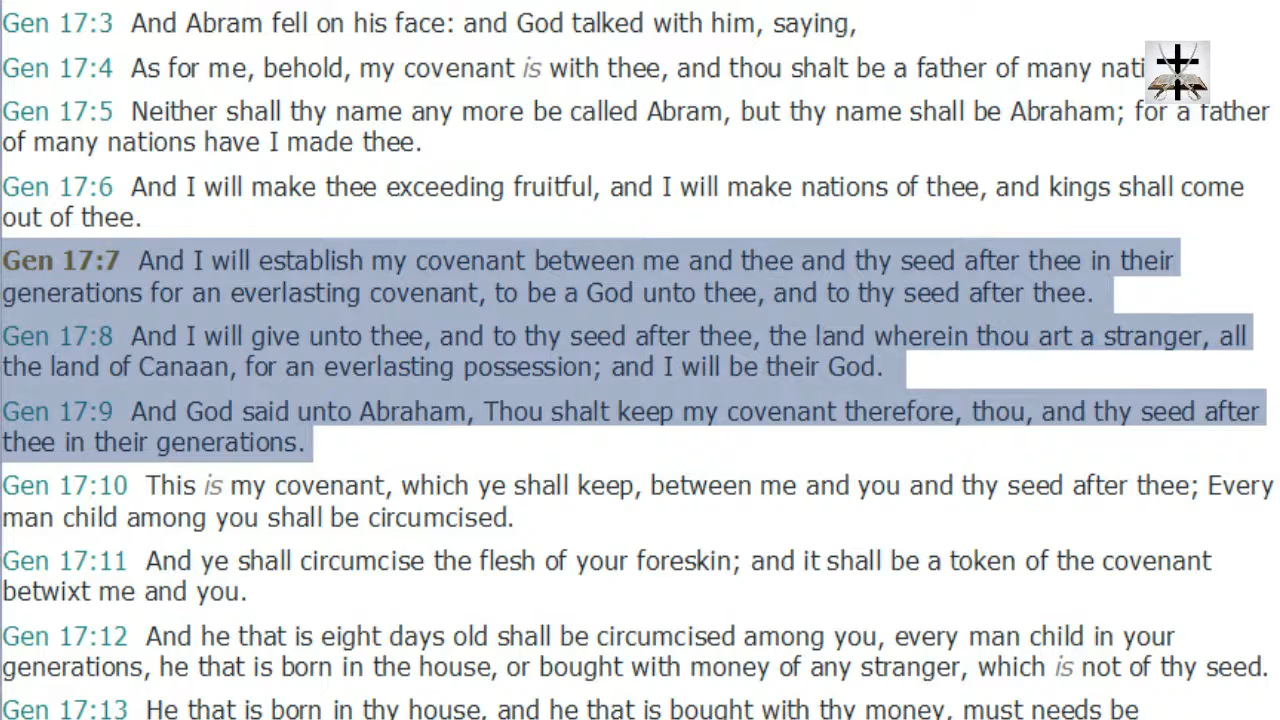 Gen 17:3 And Abram fell on his face: and God talked with him, saying,
Gen 17:4 As for me, behold, my covenant is with thee, and thou shalt be a father of many nati
Gen 17:5 Neither shall thy name any more be called Abram, but thy name shall be Abraham; for a father
of many nations have I made thee.
Gen 17:6 And I will make thee exceeding fruitful, and I will make nations of thee, and kings shall come
out of thee.
Gen 17:7 And I will establish my covenant between me and thee and thy seed after thee in their
generations for an everlasting covenant, to be a God unto thee, and to thy seed after thee.
Gen 17:8 And I will give unto thee, and to thy seed after thee, the land wherein thou art a stranger, all
the land of Canaan, for an everlasting possession; and I will be their God.
Gen 17:9 And God said unto Abraham, Thou shalt keep my covenant therefore, thou, and thy seed after
thee in their generations.
Gen 17:10 This is my covenant, which ye shall keep, between me and you and thy seed after thee; Every
man child among you shall be circumcised.
Gen 17:11 And ye shall circumcise the flesh of your foreskin; and it shall be a token of the covenant
betwixt me and you.
Gen 17:12 And he that is eight days old shall be circumcised among you, every man child in your
generations, he that is born in the house, or bought with money of any stranger, which is not of thy seed.
Gen 17:13 He that is born in thy house, and he that is bought with thy money, must needs be